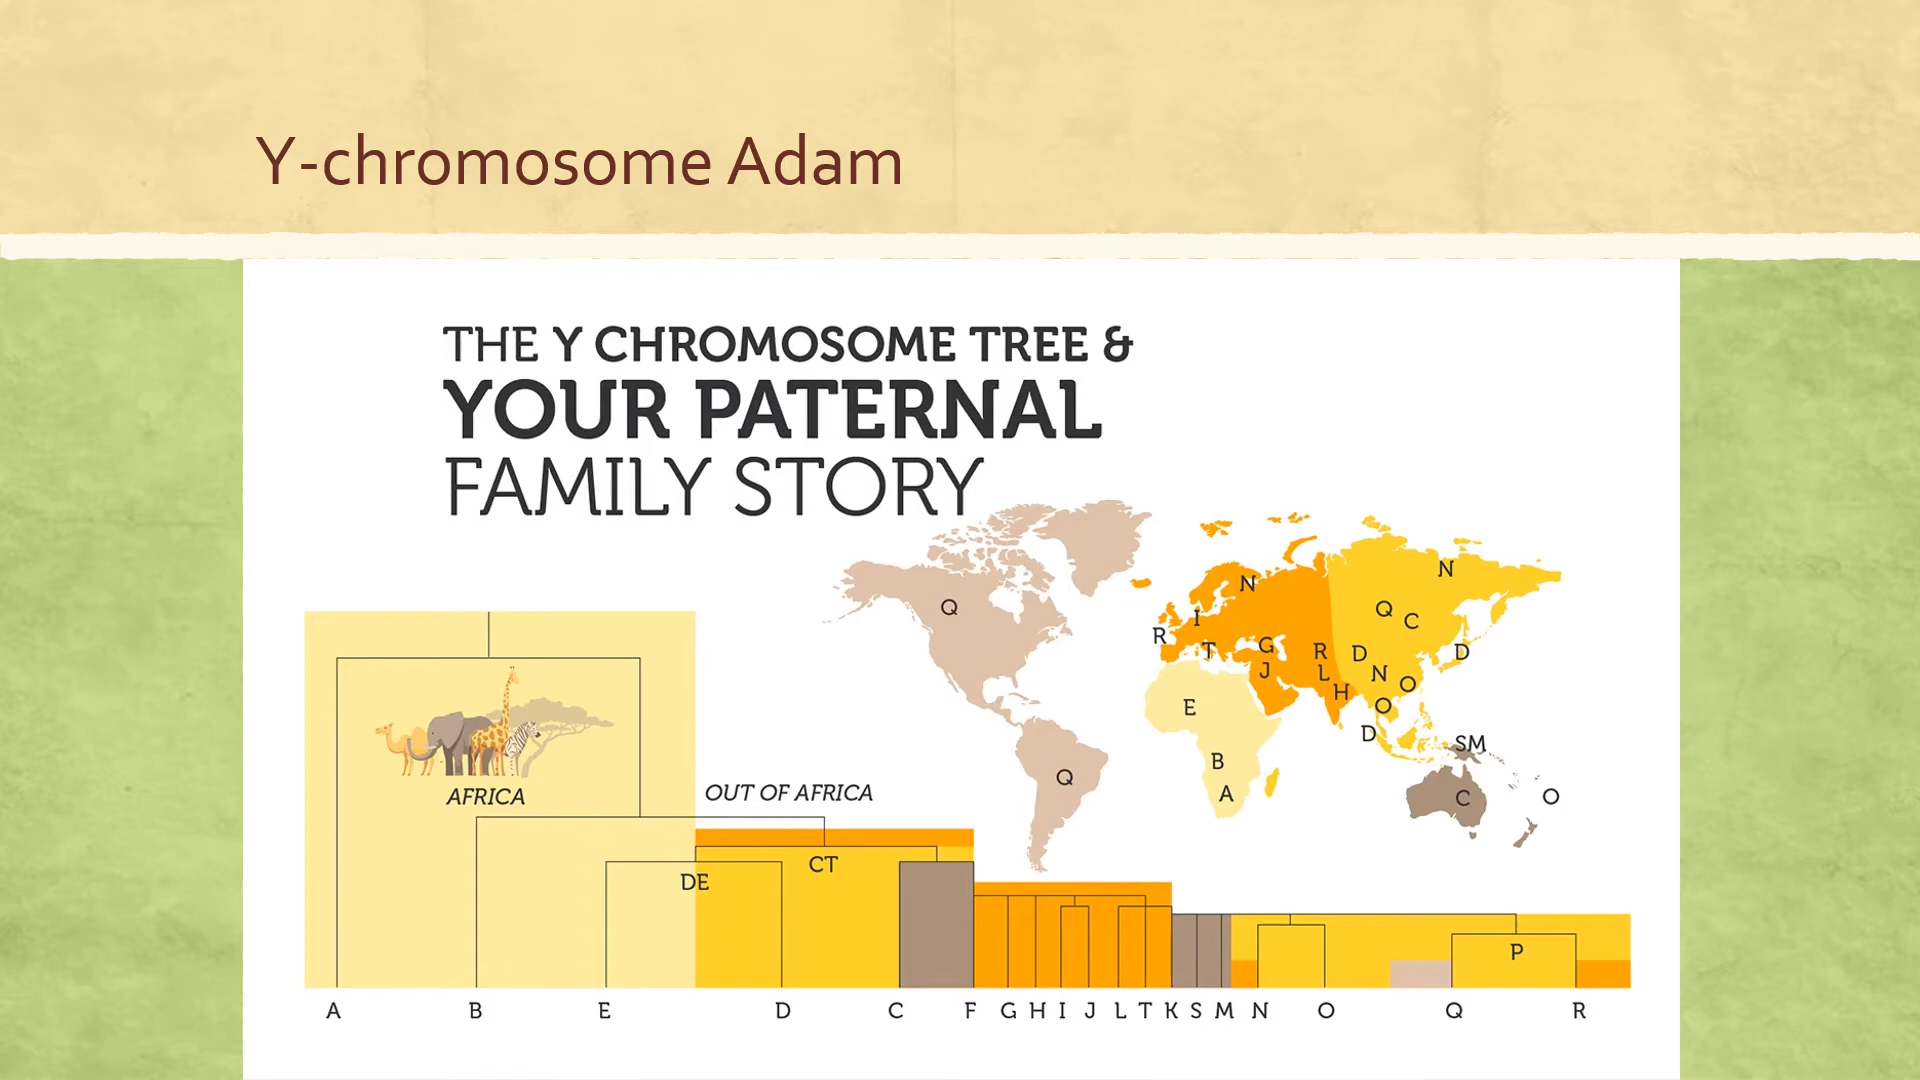 Y-chromosome Adam
THE Y CHROMOSOME TREE &
YOUR PATERNAL
FAMILY STORY
N
N
Q
Q
C
I
R
T
G
J
R
L
H
D
N
O
D
O
D
E
B
A
Q
SM
C
O
AFRICA
OUT OF AFRICA
CT
DE
P
A B E D C F G H I J L T K S M N O Q R